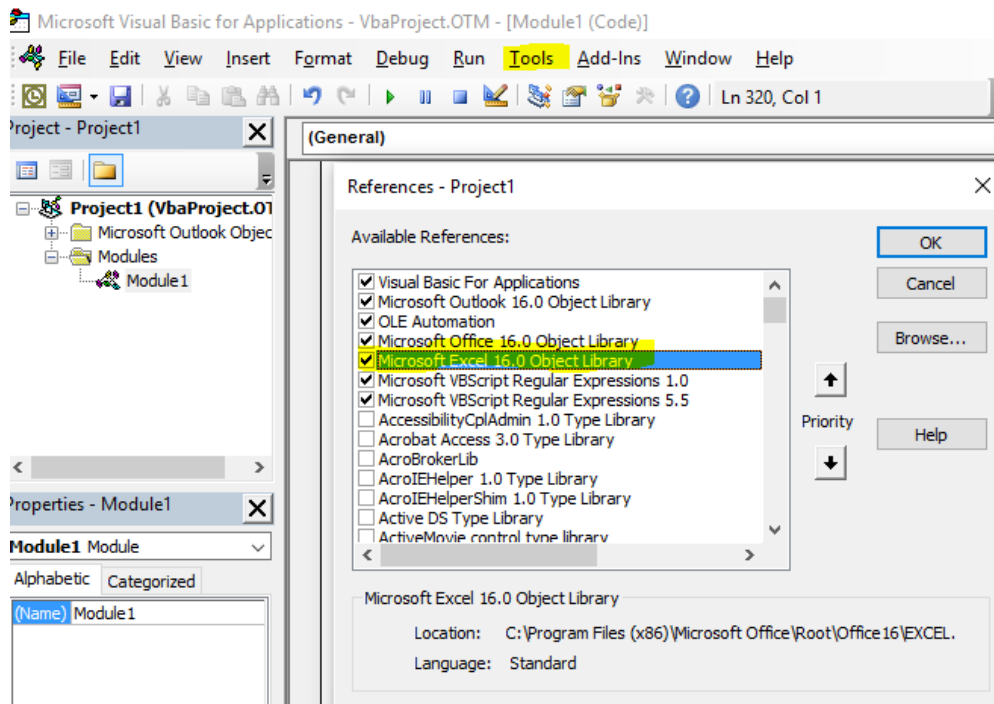 Microsoft Visual Basic for Applications - VbaProject.OTM - [Module1 (Code)]
File Edit View Insert Format Debug Run Tools Add-Ins Window Help
Ln 320, Col 1
Project - Project1
(General)
Project1 (VbaProject.OT
Microsoft Outlook Objec
Modules
Module1
References - Project1
Available References:
Visual Basic For Applications
Microsoft Outlook 16.0 Object Library
OLE Automation
Microsoft Office 16.0 Object Library
Microsoft Excel 16.0 Object Library
Microsoft VBScript Regular Expressions 1.0
Microsoft VBScript Regular Expressions 5.5
AccessibilityCplAdmin 1.0 Type Library
Acrobat Access 3.0 Type Library
AcroBrokerLib
AcroIEHelper 1.0 Type Library
AcroIEHelperShim 1.0 Type Library
Active DS Type Library
ActiveMovie control type library
OK
Cancel
Browse...
Priority
Help
Microsoft Excel 16.0 Object Library
Location: C:\Program Files (x86)\Microsoft Office\Root\Office16\EXCEL.
Language: Standard
Properties - Module1
Module1 Module
Alphabetic Categorized
(Name) Module1